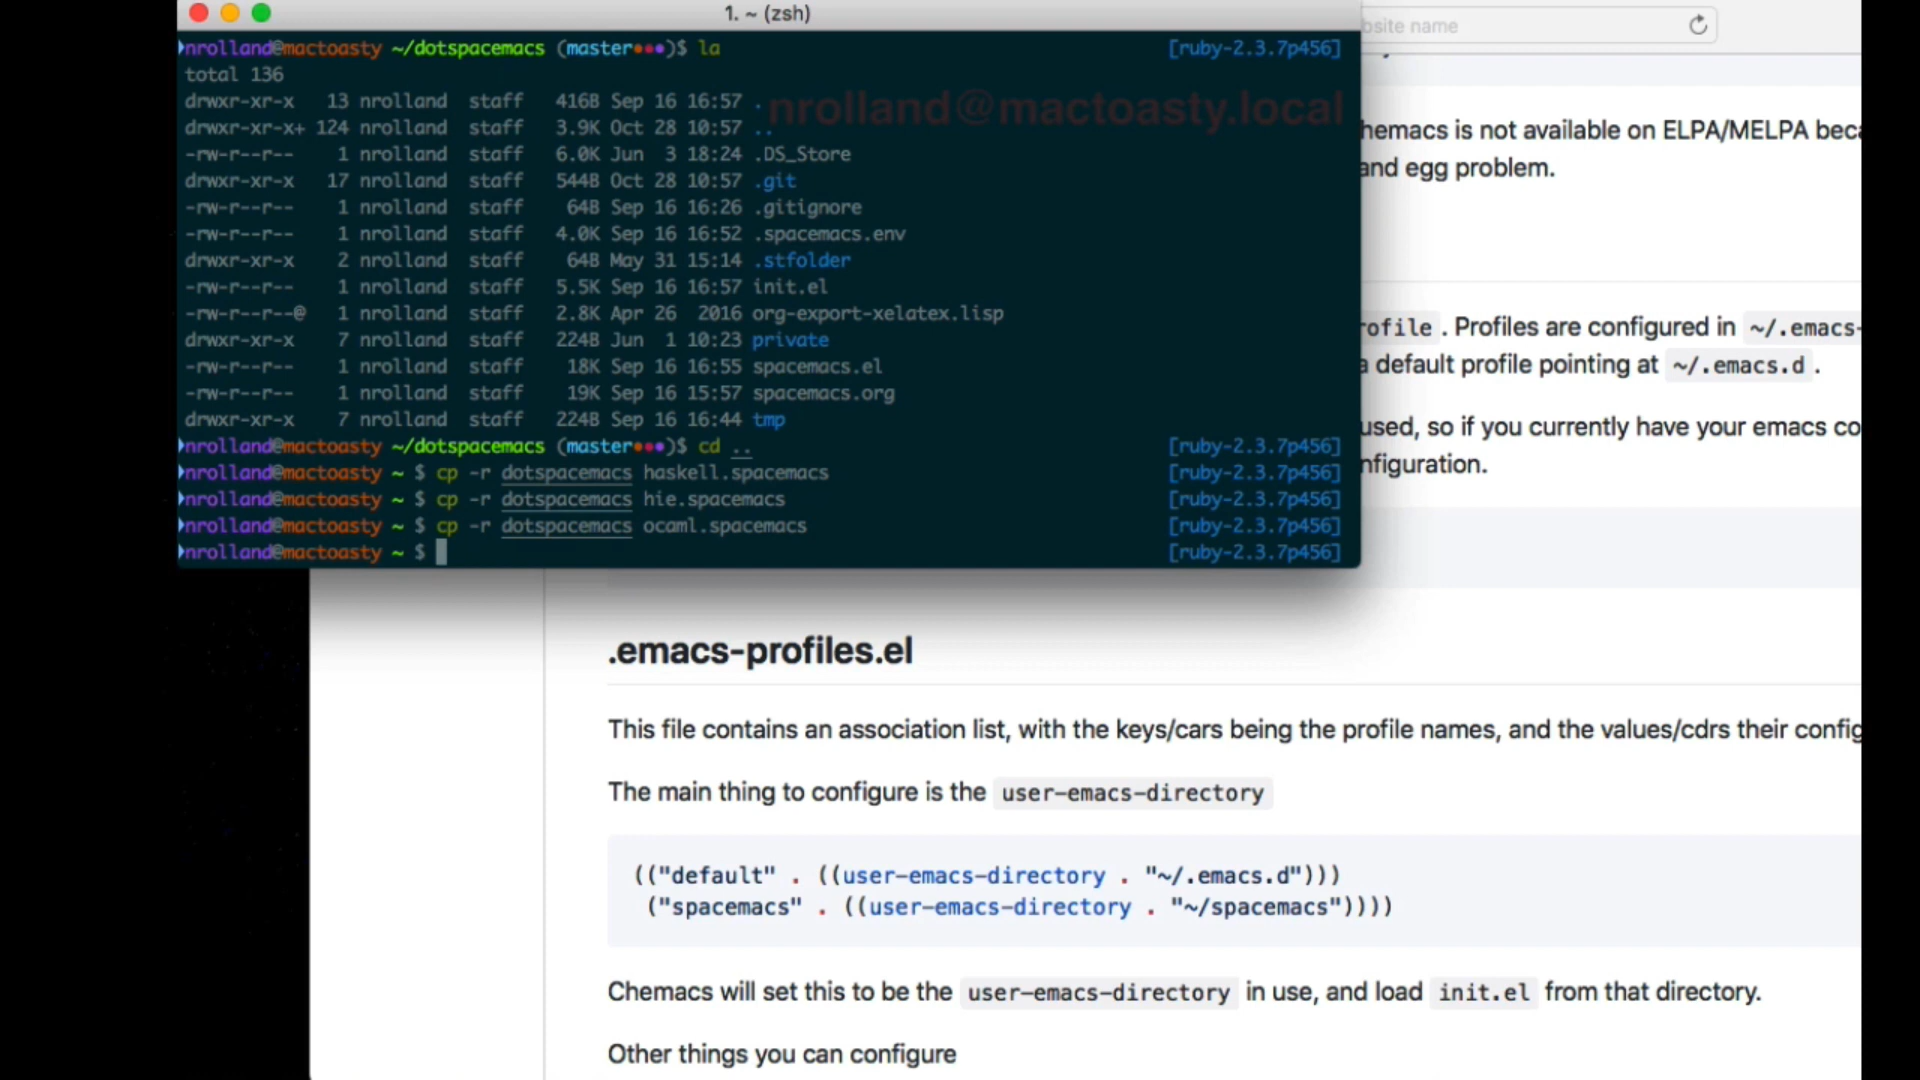 1. ~ (zsh)
nrolland@mactoasty ~/dotspacemacs (master●●●)$ la [ruby-2.3.7p456]
total 136
drwxr-xr-x 13 nrolland staff 416B Sep 16 16:57 .
nrolland@mactoasty.local
drwxr-xr-x+ 124 nrolland staff 3.9K Oct 28 10:57 ..
-rw-r--r-- 1 nrolland staff 6.0K Jun 3 18:24 .DS_Store
drwxr-xr-x 17 nrolland staff 544B Oct 28 10:57 .git
-rw-r--r-- 1 nrolland staff 64B Sep 16 16:26 .gitignore
-rw-r--r-- 1 nrolland staff 4.0K Sep 16 16:52 .spacemacs.env
drwxr-xr-x 2 nrolland staff 64B May 31 15:14 .stfolder
-rw-r--r-- 1 nrolland staff 5.5K Sep 16 16:57 init.el
-rw-r--r--@ 1 nrolland staff 2.8K Apr 26 2016 org-export-xelatex.lisp
drwxr-xr-x 7 nrolland staff 224B Jun 1 10:23 private
-rw-r--r-- 1 nrolland staff 18K Sep 16 16:55 spacemacs.el
-rw-r--r-- 1 nrolland staff 19K Sep 16 15:57 spacemacs.org
drwxr-xr-x 7 nrolland staff 224B Sep 16 16:44 tmp
nrolland@mactoasty ~/dotspacemacs (master●●●)$ cd .. [ruby-2.3.7p456]
nrolland@mactoasty ~ $ cp -r dotspacemacs haskell.spacemacs [ruby-2.3.7p456]
nrolland@mactoasty ~ $ cp -r dotspacemacs hie.spacemacs [ruby-2.3.7p456]
nrolland@mactoasty ~ $ cp -r dotspacemacs ocaml.spacemacs [ruby-2.3.7p456]
nrolland@mactoasty ~ $ [ruby-2.3.7p456]
site name
hemacs is not available on ELPA/MELPA beca
and egg problem.
rofile . Profiles are configured in ~/.emacs-
a default profile pointing at ~/.emacs.d .
used, so if you currently have your emacs co
nfiguration.
.emacs-profiles.el
This file contains an association list, with the keys/cars being the profile names, and the values/cdrs their config
The main thing to configure is the user-emacs-directory
(("default" . ((user-emacs-directory . "~/.emacs.d")))
("spacemacs" . ((user-emacs-directory . "~/spacemacs"))))
Chemacs will set this to be the user-emacs-directory in use, and load init.el from that directory.
Other things you can configure